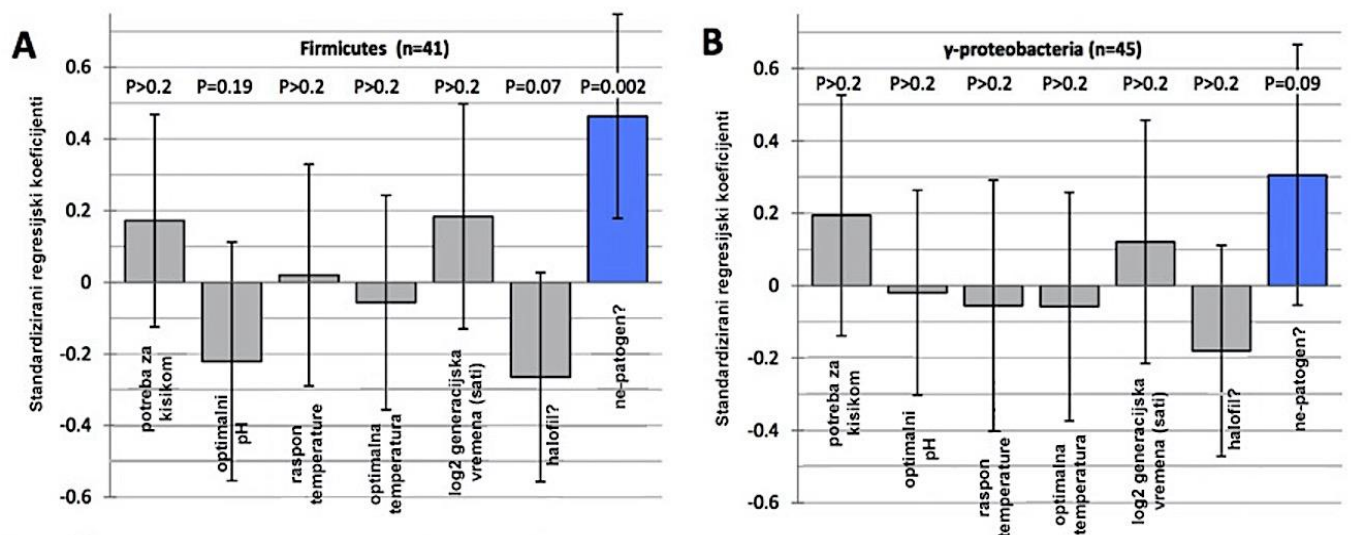 A
Firmicutes (n=41)
P>0.2 P=0.19 P>0.2 P>0.2 P>0.2 P=0.07 P=0.002
Standardizirani regresijski koeficijenti
0.6
0.4
0.2
0
-0.2
-0.4
-0.6
potreba za
kisikom
optimalni
pH
raspon
temperature
optimalna
temperatura
log2 generacijska
vremena (sati)
halofil?
ne-patogen?
B
γ-proteobacteria (n=45)
P>0.2 P>0.2 P>0.2 P>0.2 P>0.2 P>0.2 P=0.09
Standardizirani regresijski koeficijenti
0.6
0.4
0.2
0
-0.2
-0.4
-0.6
potreba za
kisikom
optimalni
pH
raspon
temperature
optimalna
temperatura
log2 generacijska
vremena (sati)
halofil?
ne-patogen?